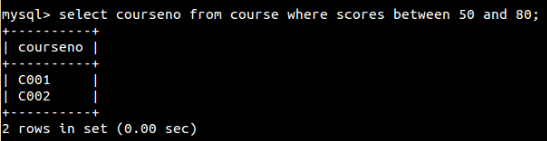 mysql> select courseno from course where scores between 50 and 80;
+----------+
| courseno |
+----------+
| C001     |
| C002     |
+----------+
2 rows in set (0.00 sec)